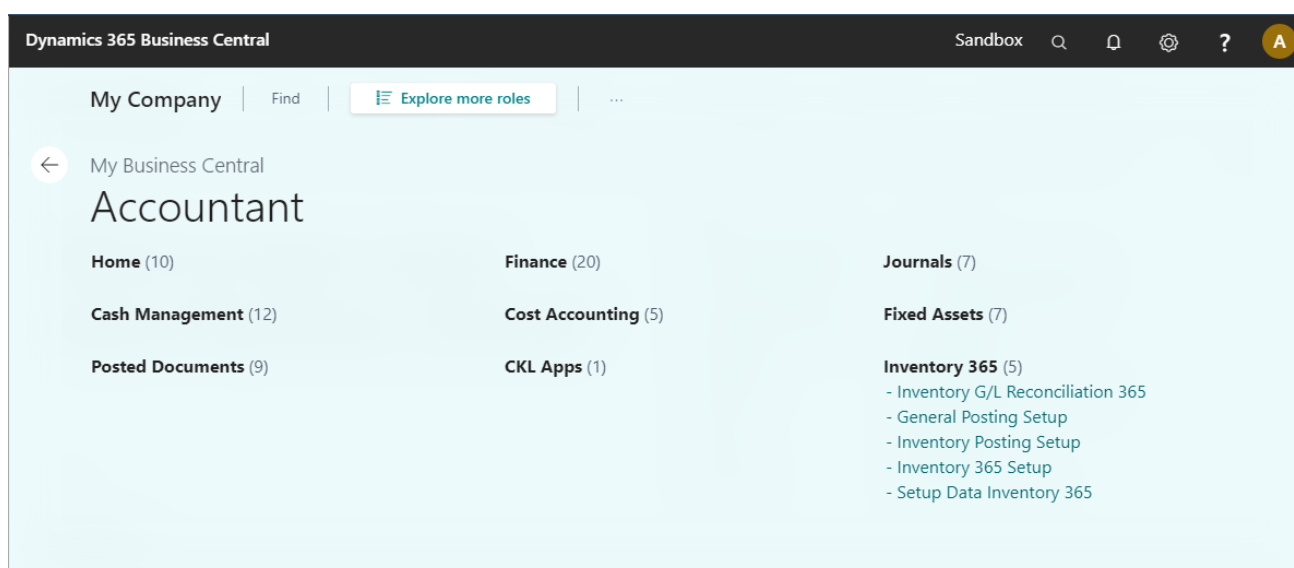 Dynamics 365 Business Central Sandbox ? A
My Company Find Explore more roles ...
My Business Central
Accountant
Home (10) Finance (20) Journals (7)
Cash Management (12) Cost Accounting (5) Fixed Assets (7)
Posted Documents (9) CKL Apps (1) Inventory 365 (5)
- Inventory G/L Reconciliation 365
- General Posting Setup
- Inventory Posting Setup
- Inventory 365 Setup
- Setup Data Inventory 365